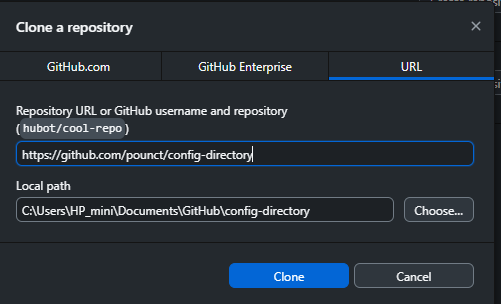 Clone a repository
GitHub.com
GitHub Enterprise
URL
Repository URL or GitHub username and repository
(hubot/cool-repo)
https://github.com/pounct/config-directory
Local path
C:\Users\HP_mini\Documents\GitHub\config-directory
Choose...
Clone
Cancel